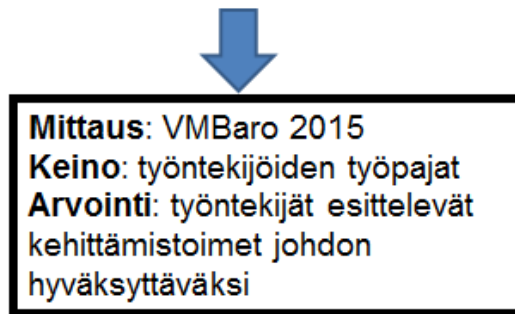 Mittaus: VMBaro 2015
Keino: työntekijöiden työpajat
Arvointi: työntekijät esittelevät
kehittämistoimet johdon
hyväksyttäväksi